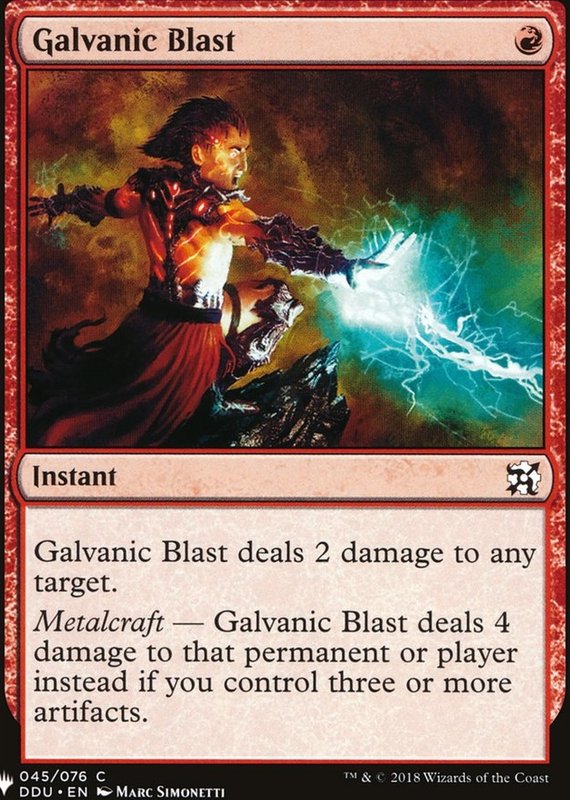 Galvanic Blast
Instant
Galvanic Blast deals 2 damage to any
target.
Metalcraft — Galvanic Blast deals 4
damage to that permanent or player
instead if you control three or more
artifacts.
045/076 C
DDU • EN Marc Simonetti
™ & © 2018 Wizards of the Coast